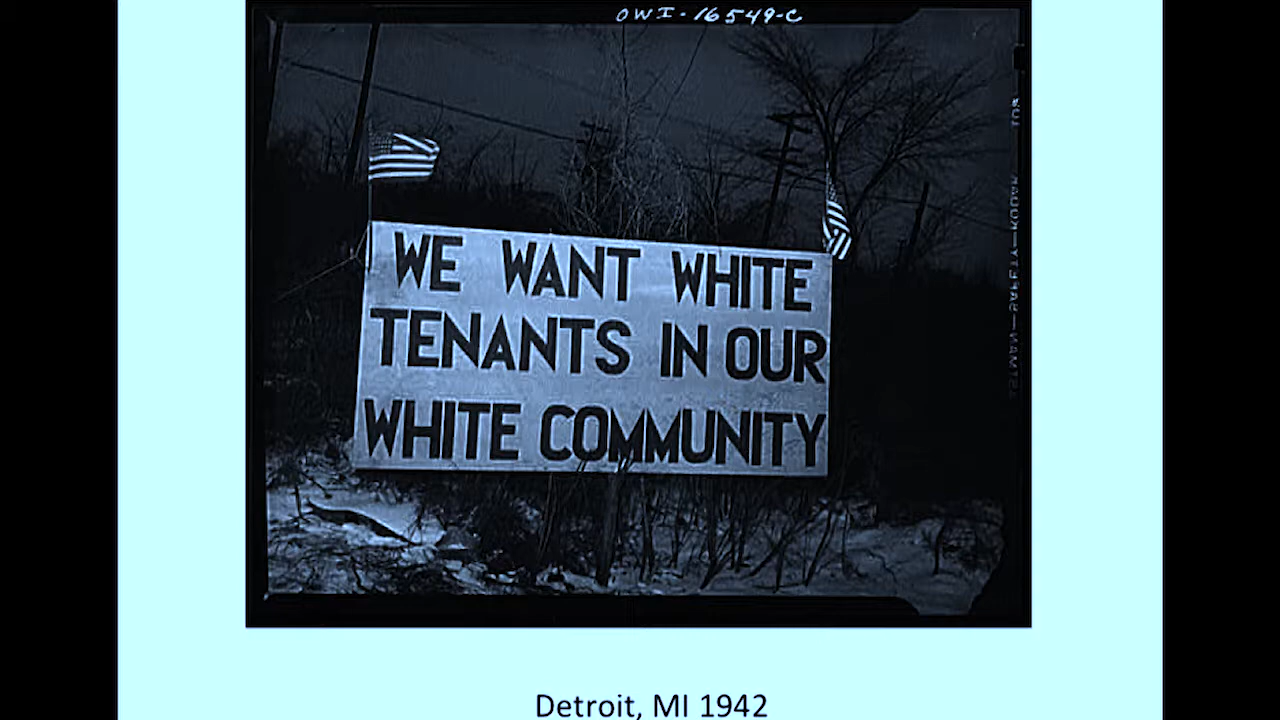 OWI-16549-C
WE WANT WHITE
TENANTS IN OUR
WHITE COMMUNITY
Detroit, MI 1942